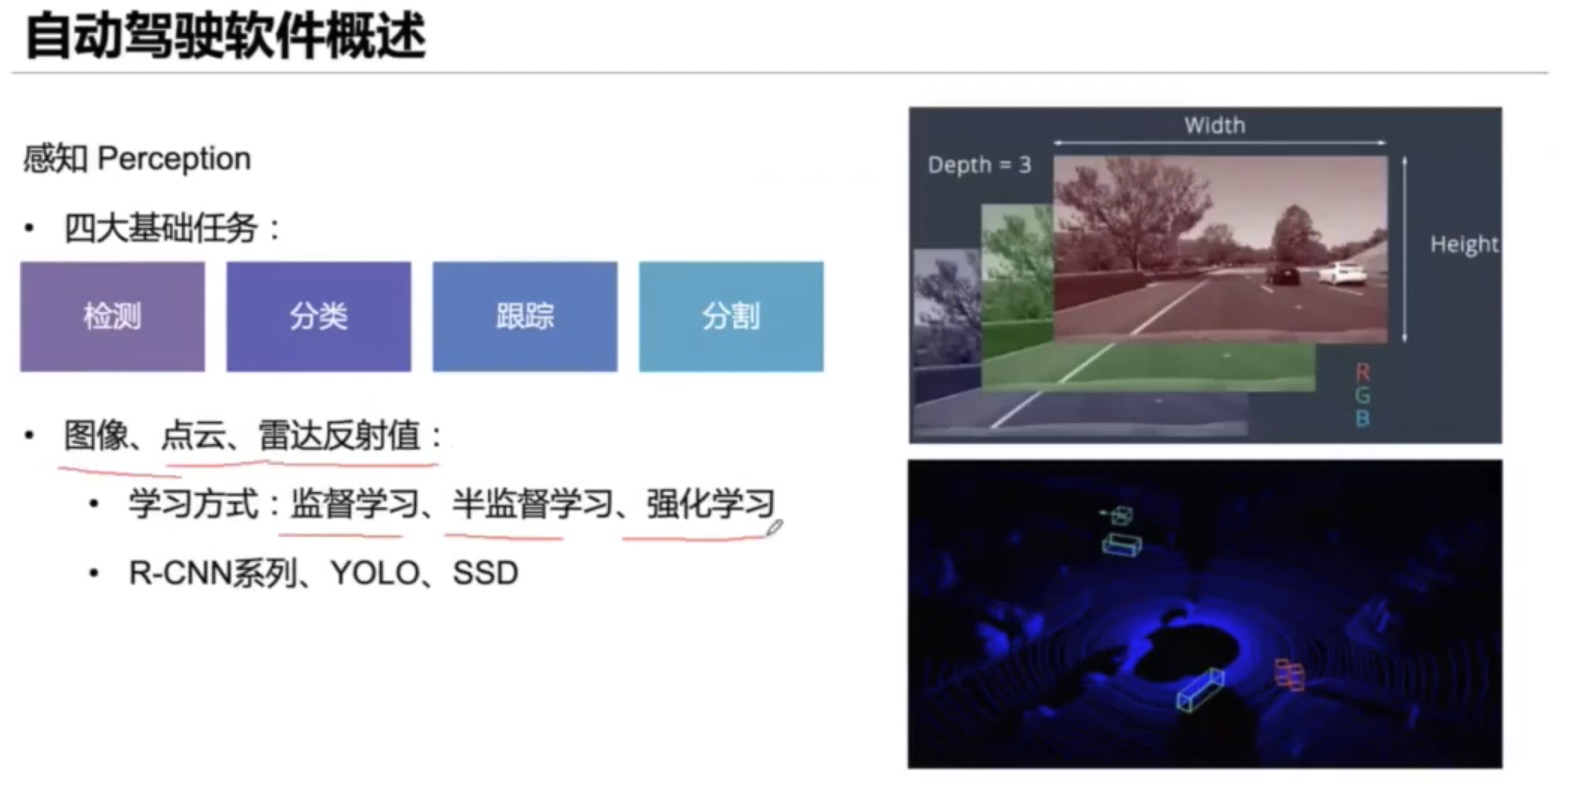 自动驾驶软件概述
感知 Perception
• 四大基础任务：
检测
分类
跟踪
分割
• 图像、点云、雷达反射值：
• 学习方式：监督学习、半监督学习、强化学习
• R-CNN系列、YOLO、SSD
Width
Depth = 3
Height
R
G
B